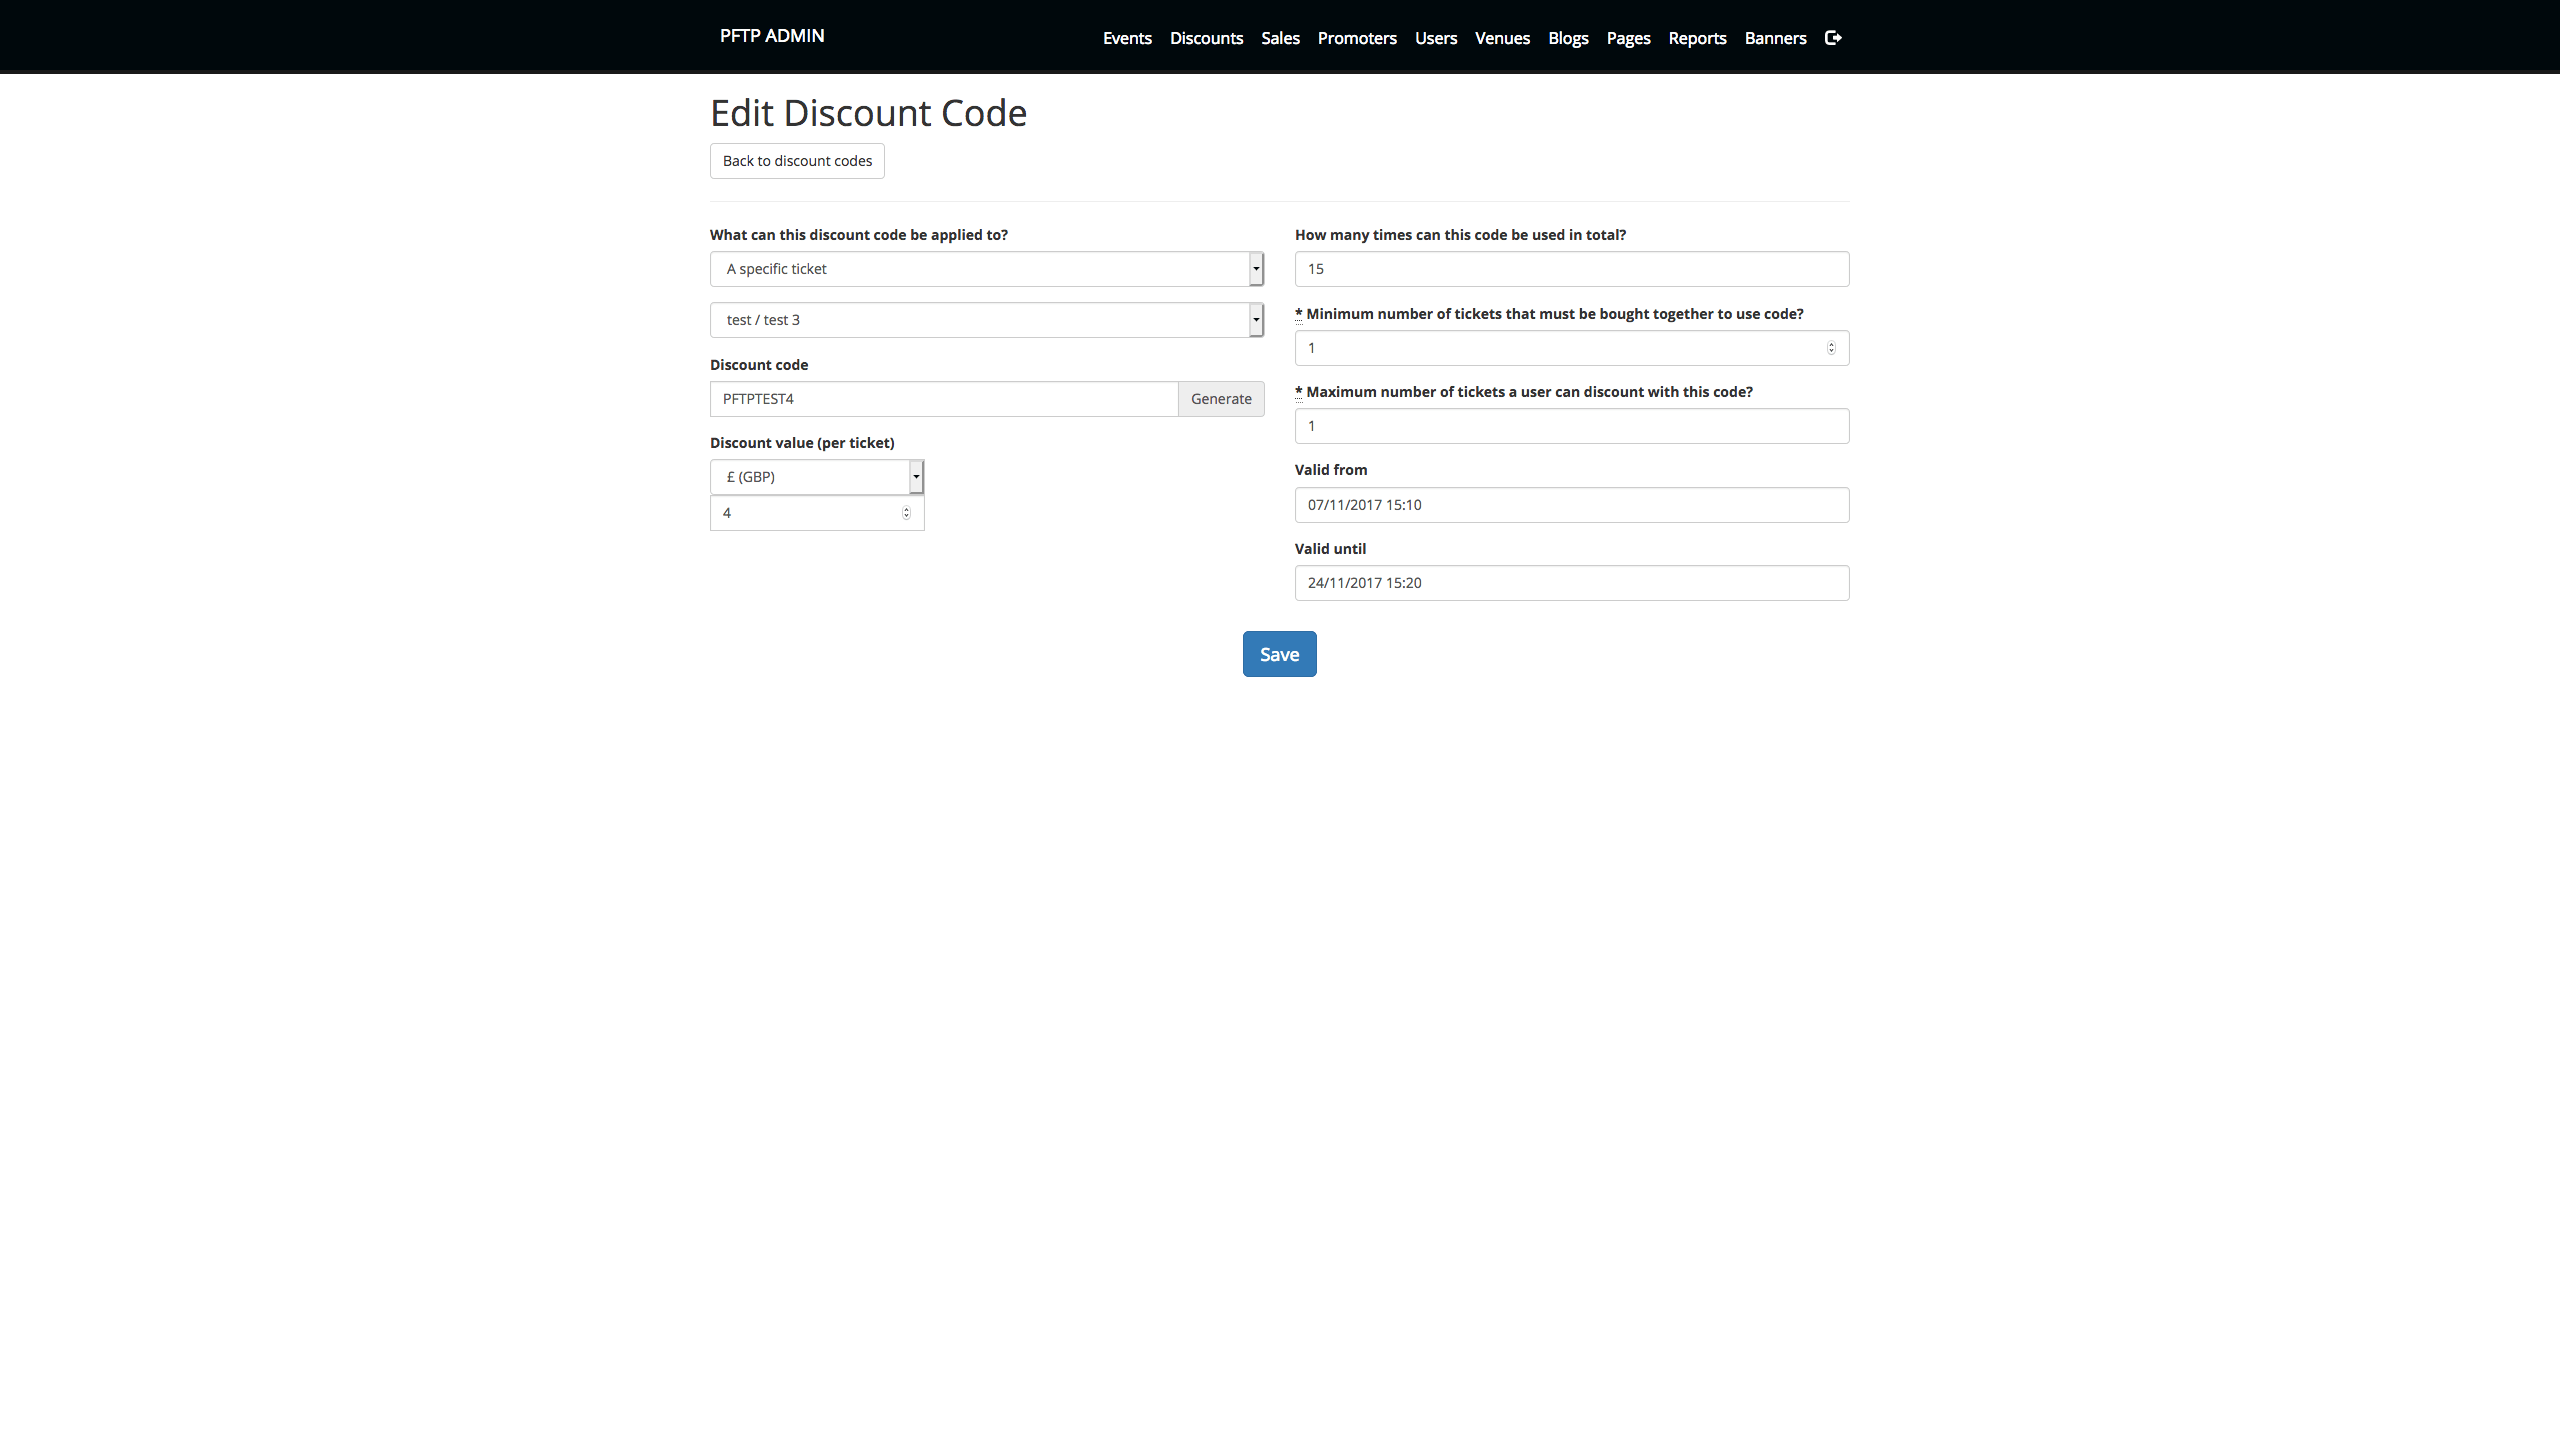 PFTP ADMIN
Events Discounts Sales Promoters Users Venues Blogs Pages Reports Banners
Edit Discount Code
Back to discount codes
What can this discount code be applied to?
A specific ticket
test / test 3
Discount code
PFTPTEST4 Generate
Discount value (per ticket)
£ (GBP)
4
How many times can this code be used in total?
15
* Minimum number of tickets that must be bought together to use code?
1
* Maximum number of tickets a user can discount with this code?
1
Valid from
07/11/2017 15:10
Valid until
24/11/2017 15:20
Save